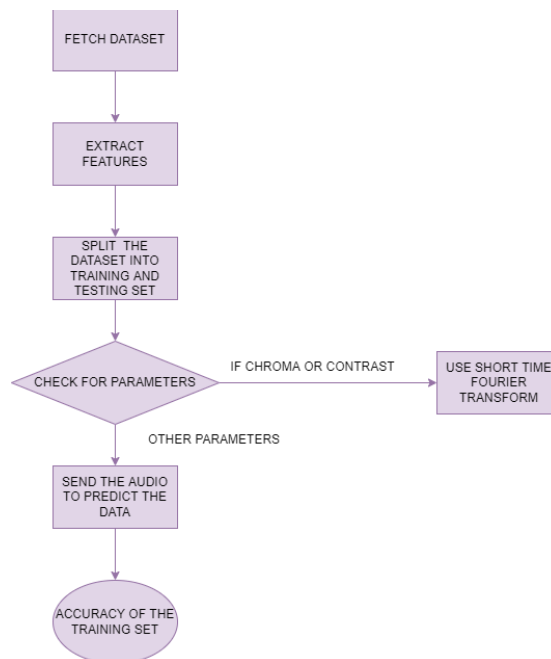 FETCH DATASET
EXTRACT
FEATURES
SPLIT THE
DATASET INTO
TRAINING AND
TESTING SET
CHECK FOR PARAMETERS
IF CHROMA OR CONTRAST
USE SHORT TIME
FOURIER
TRANSFORM
OTHER PARAMETERS
SEND THE AUDIO
TO PREDICT THE
DATA
ACCURACY OF THE
TRAINING SET